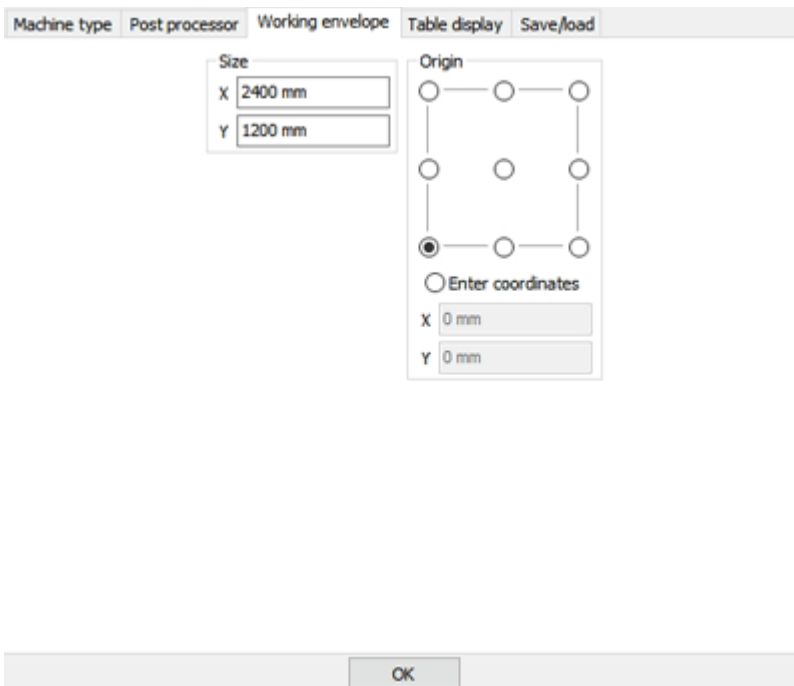 Machine type Post processor Working envelope Table display Save/load
Size
X 2400 mm
Y 1200 mm
Origin
Enter coordinates
X 0 mm
Y 0 mm
OK